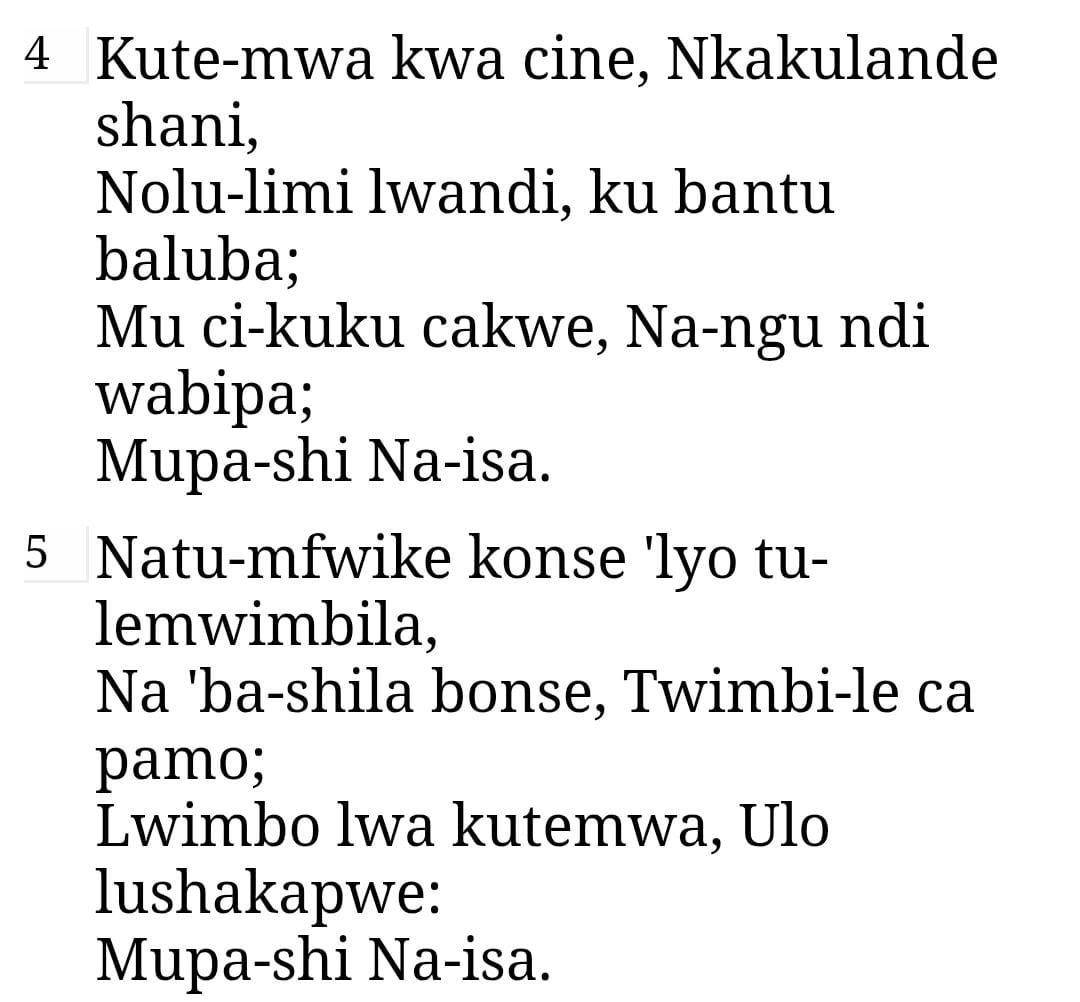 4 Kute-mwa kwa cine, Nkakulande
shani,
Nolu-limi lwandi, ku bantu
baluba;
Mu ci-kuku cakwe, Na-ngu ndi
wabipa;
Mupa-shi Na-isa.
5 Natu-mfwike konse 'lyo tu-
lemwimbila,
Na 'ba-shila bonse, Twimbi-le ca
pamo;
Lwimbo lwa kutemwa, Ulo
lushakapwe:
Mupa-shi Na-isa.